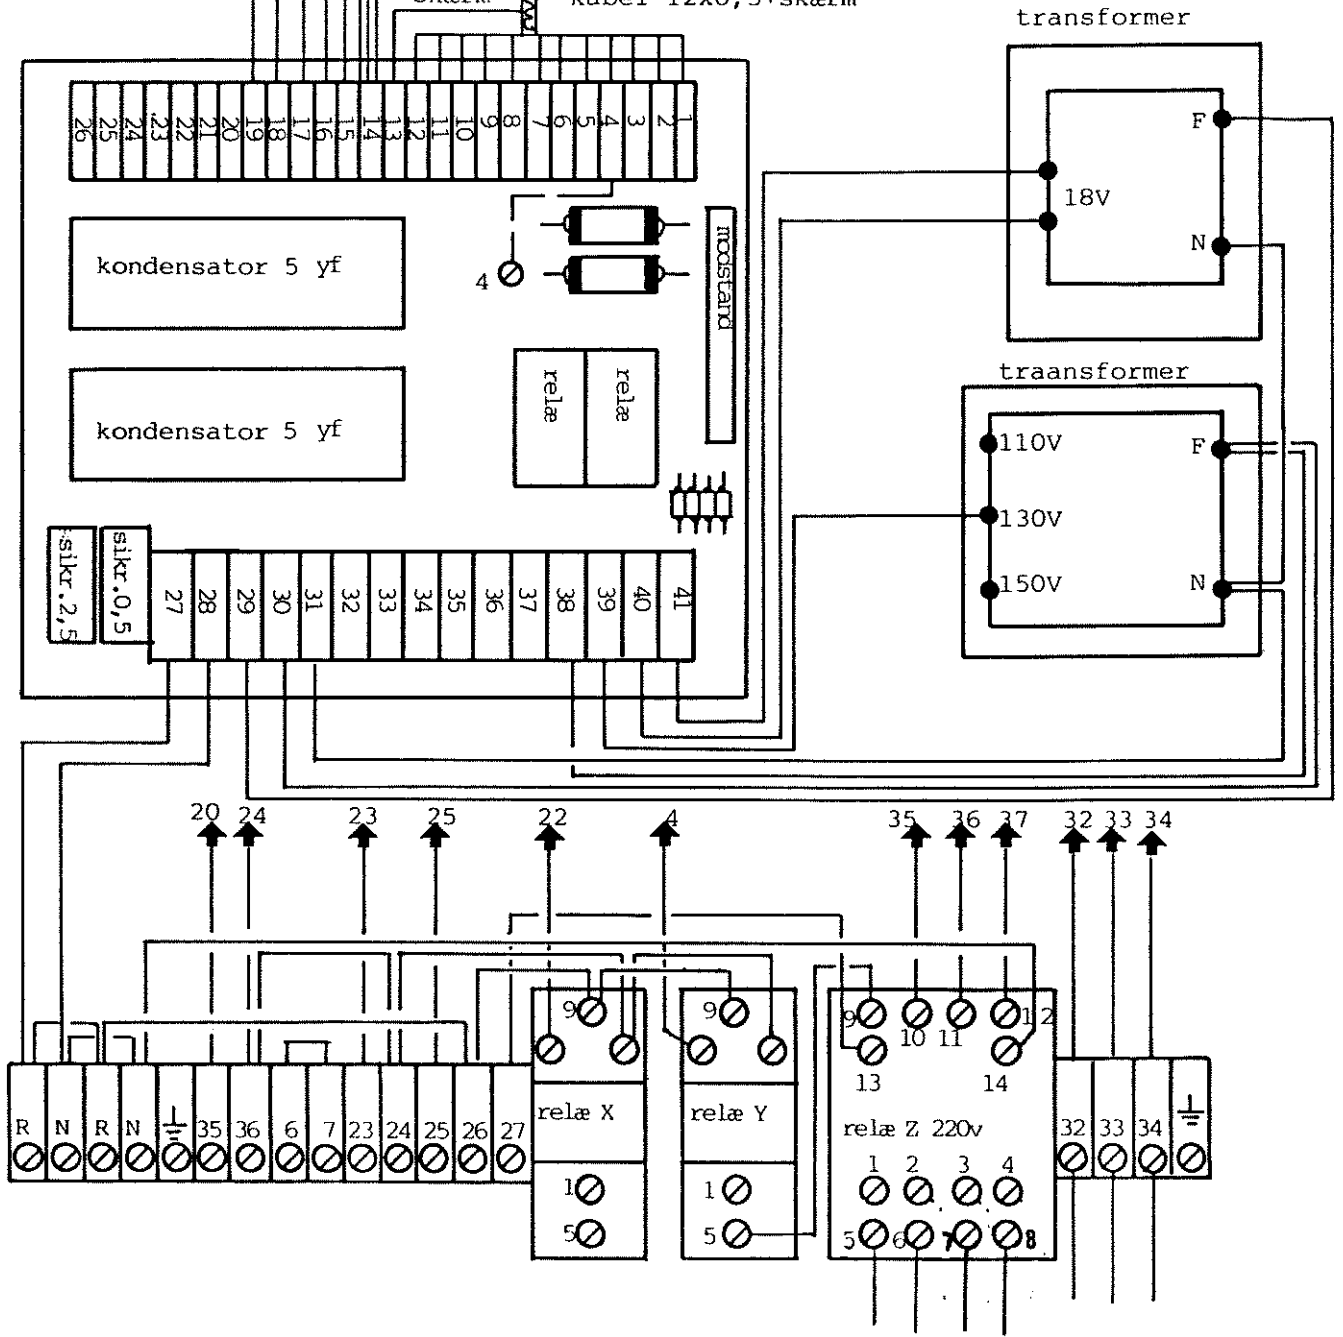 kabel 12x0,5+skærm
transformer
26 25 24 23 22 21 20 19 18 17 16 15 14 13 12 11 10 9 8 7 6 5 4 3 2 1
F
18V
N
kondensator 5 yf
4
modstand
traansformer
kondensator 5 yf
relæ
relæ
110V
F
130V
150V
N
sikr.2,5
sikr.0,5
27 28 29 30 31 32 33 34 35 36 37 38 39 40 41
20 24 23 25 22 4 35 36 37 32 33 34
9
9
9
10 11 12
13 14
R N R N 35 36 6 7 23 24 25 26 27
relæ X
relæ Y
relæ Z 220v
32 33 34
1 2 3 4
1
1
5
5
5 6 7 8